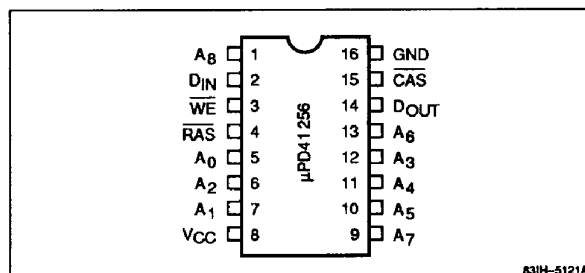 A8 1 16 GND
DIN 2 15 CAS
WE 3 14 DOUT
RAS 4 13 A6
A0 5 12 A3
A2 6 11 A4
A1 7 10 A5
VCC 8 9 A7
µPD41256
83IH-5121A